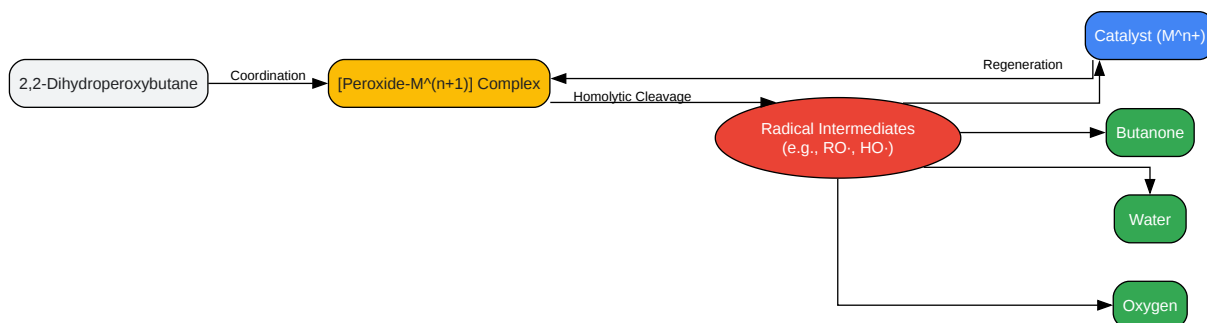 Catalyst (M^n+)
Regeneration
2,2-Dihydroperoxybutane
Coordination
[Peroxide-M^(n+1)] Complex
Homolytic Cleavage
Radical Intermediates
(e.g., RO·, HO·)
Butanone
Water
Oxygen